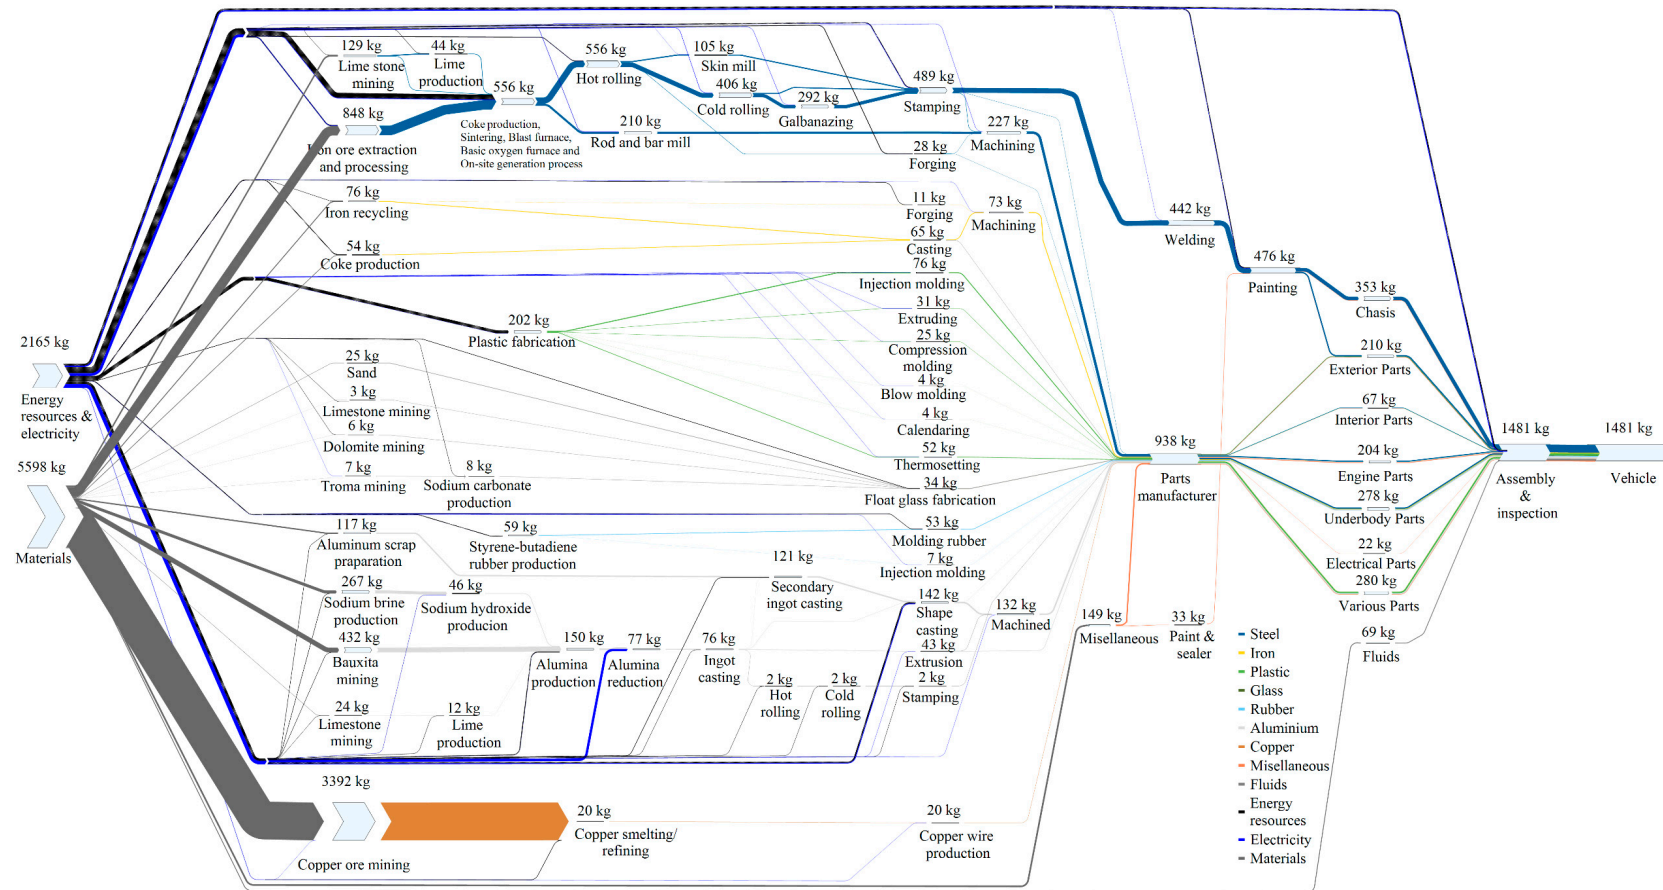 2165 kg
Energy
resources &
electricity
5598 kg
Materials
129 kg
Lime stone
mining
44 kg
Lime
production
848 kg
Iron ore extraction
and processing
556 kg
Coke production,
Sintering, Blast furnace,
Basic oxygen furnace and
On-site generation process
556 kg
Hot rolling
105 kg
Skin mill
406 kg
Cold rolling
292 kg
Galbanazing
489 kg
Stamping
210 kg
Rod and bar mill
227 kg
Machining
28 kg
Forging
76 kg
Iron recycling
54 kg
Coke production
11 kg
Forging
65 kg
Casting
73 kg
Machining
442 kg
Welding
476 kg
Painting
353 kg
Chasis
202 kg
Plastic fabrication
76 kg
Injection molding
31 kg
Extruding
25 kg
Compression
molding
4 kg
Blow molding
4 kg
Calendaring
52 kg
Thermosetting
25 kg
Sand
3 kg
Limestone mining
6 kg
Dolomite mining
7 kg
Troma mining
8 kg
Sodium carbonate
production
34 kg
Float glass fabrication
59 kg
Styrene-butadiene
rubber production
53 kg
Molding rubber
7 kg
Injection molding
117 kg
Aluminum scrap
praparation
267 kg
Sodium brine
production
46 kg
Sodium hydroxide
producion
432 kg
Bauxita
mining
150 kg
Alumina
production
77 kg
Alumina
reduction
76 kg
Ingot
casting
121 kg
Secondary
ingot casting
142 kg
Shape
casting
43 kg
Extrusion
2 kg
Stamping
132 kg
Machined
24 kg
Limestone
mining
12 kg
Lime
production
2 kg
Hot
rolling
2 kg
Cold
rolling
3392 kg
Copper ore mining
20 kg
Copper smelting/
refining
20 kg
Copper wire
production
149 kg
Misellaneous
33 kg
Paint &
sealer
938 kg
Parts
manufacturer
210 kg
Exterior Parts
67 kg
Interior Parts
204 kg
Engine Parts
278 kg
Underbody Parts
22 kg
Electrical Parts
280 kg
Various Parts
69 kg
Fluids
1481 kg
Assembly
&
inspection
1481 kg
Vehicle
Steel
Iron
Plastic
Glass
Rubber
Aluminium
Copper
Misellaneous
Fluids
Energy
resources
Electricity
Materials